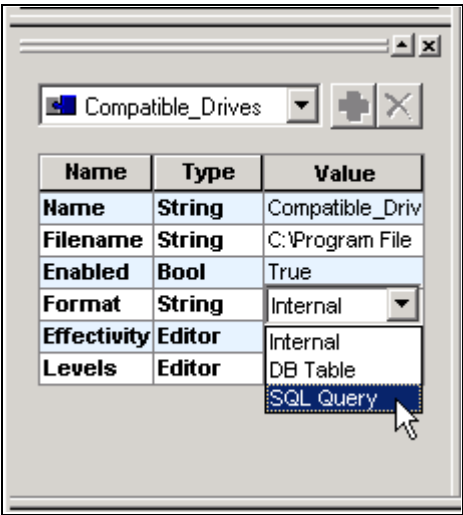 Compatible_Drives
Name Type Value
Name String Compatible_Driv
Filename String C:\Program File
Enabled Bool True
Format String Internal
Effectivity Editor Internal
Levels Editor DB Table
SQL Query